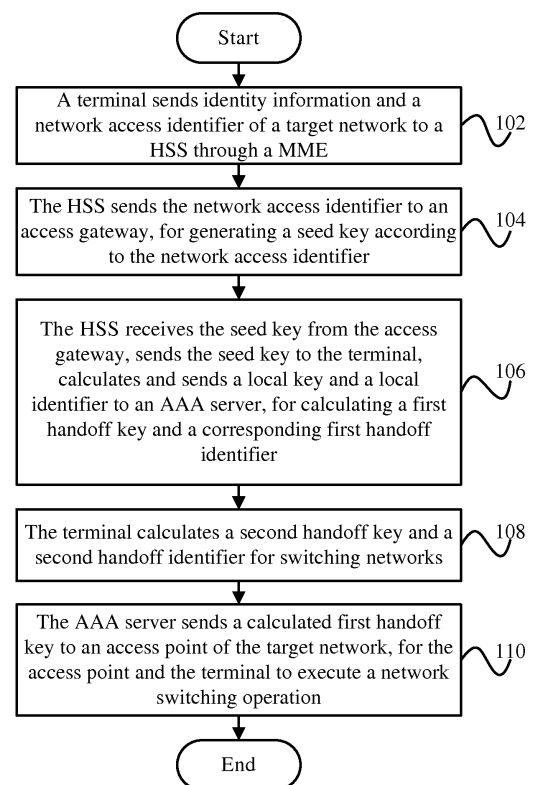 Start
A terminal sends identity information and a
network access identifier of a target network to a
HSS through a MME
102
The HSS sends the network access identifier to an
access gateway, for generating a seed key according
to the network access identifier
104
The HSS receives the seed key from the access
gateway, sends the seed key to the terminal,
calculates and sends a local key and a local
identifier to an AAA server, for calculating a first
handoff key and a corresponding first handoff
identifier
106
The terminal calculates a second handoff key and a
second handoff identifier for switching networks
108
The AAA server sends a calculated first handoff
key to an access point of the target network, for the
access point and the terminal to execute a network
switching operation
110
End